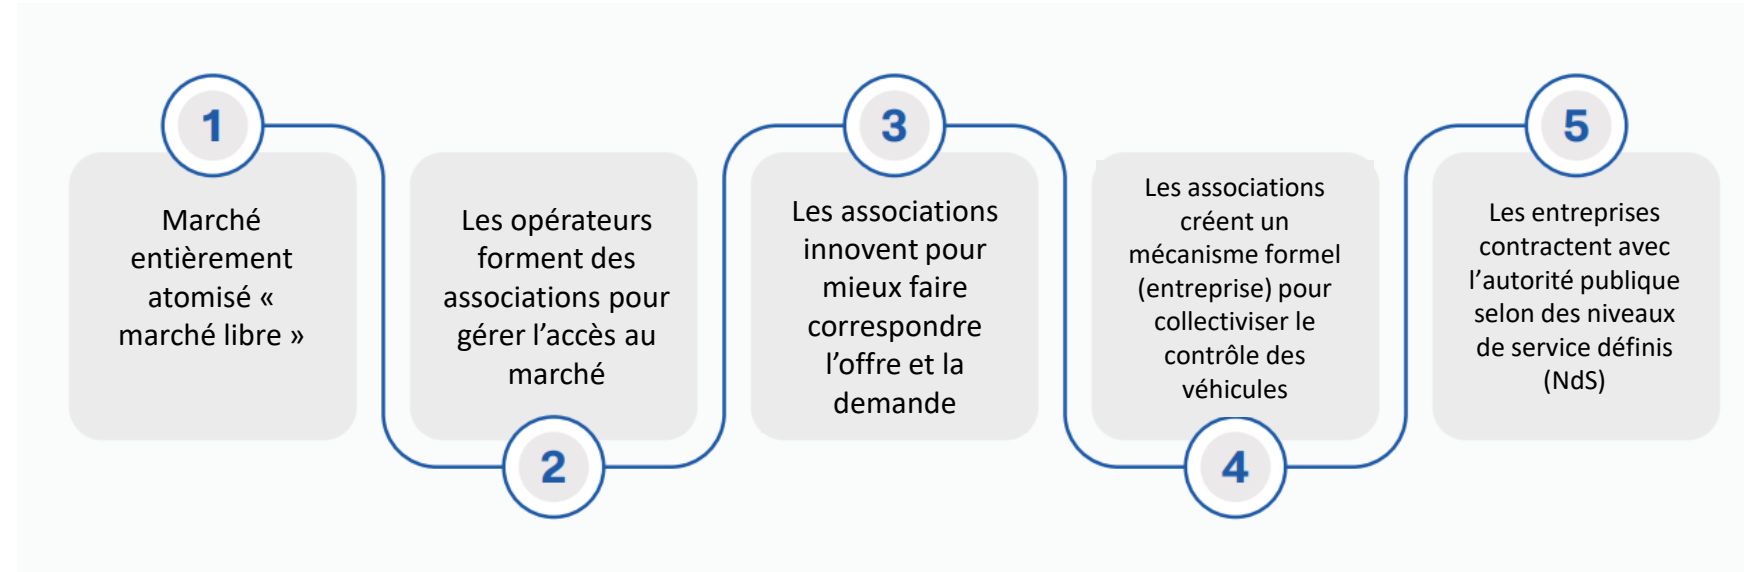 1
Marché
entièrement
atomisé «
marché libre »
2
Les opérateurs
forment des
associations pour
gérer l’accès au
marché
3
Les associations
innovent pour
mieux faire
correspondre
l’offre et la
demande
4
Les associations
créent un
mécanisme formel
(entreprise) pour
collectiviser le
contrôle des
véhicules
5
Les entreprises
contractent avec
l’autorité publique
selon des niveaux
de service définis
(NdS)